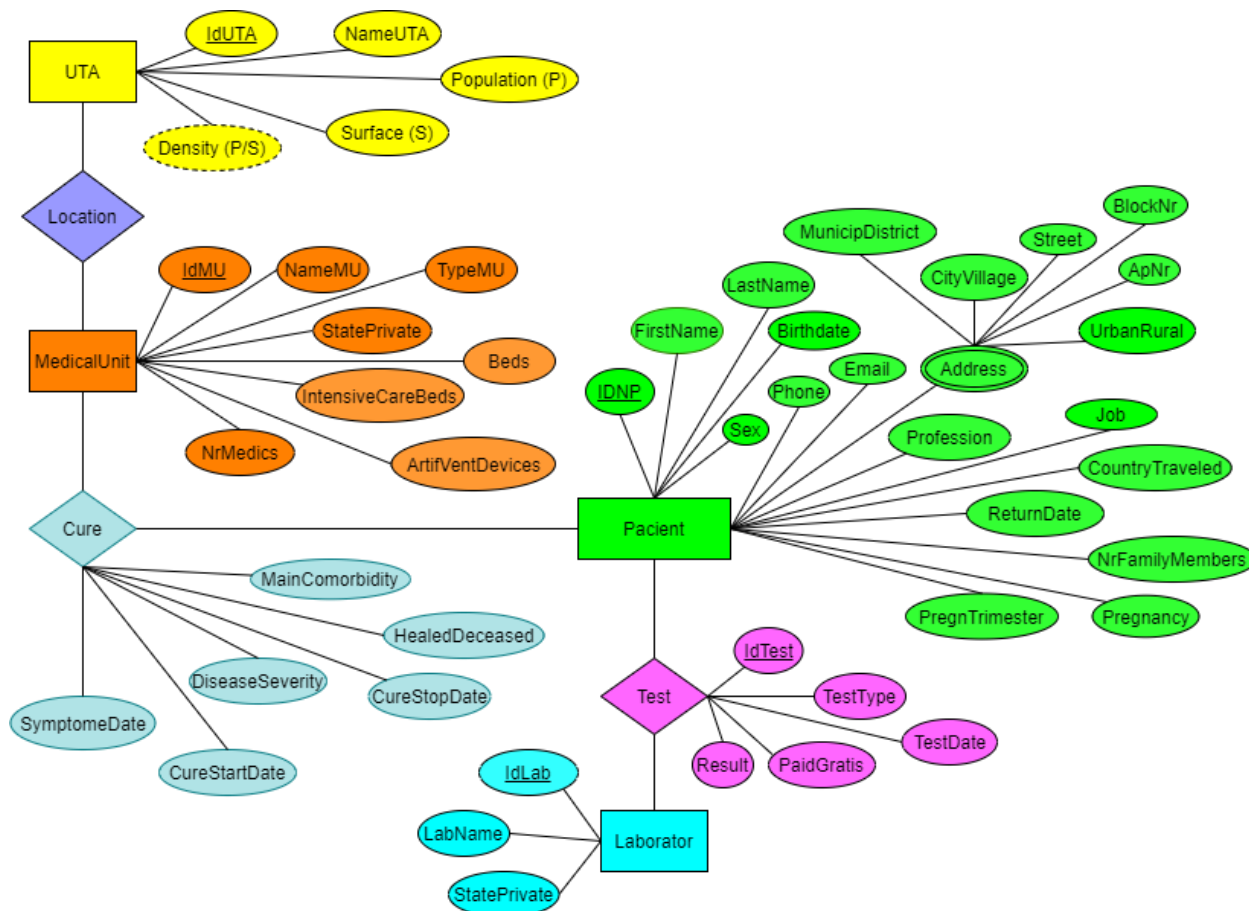 IdUTA
NameUTA
UTA
Population (P)
Surface (S)
Density (P/S)
Location
IdMU
NameMU
TypeMU
StatePrivate
MedicalUnit
Beds
IntensiveCareBeds
NrMedics
ArtifVentDevices
BlockNr
MunicipDistrict
Street
CityVillage
ApNr
LastName
FirstName
Birthdate
UrbanRural
Address
Email
Phone
IDNP
Sex
Job
Profession
CountryTraveled
ReturnDate
NrFamilyMembers
Pregnancy
PregnTrimester
Pacient
Cure
MainComorbidity
HealedDeceased
DiseaseSeverity
CureStopDate
SymptomeDate
CureStartDate
IdTest
Test
TestType
TestDate
PaidGratis
Result
IdLab
LabName
Laborator
StatePrivate